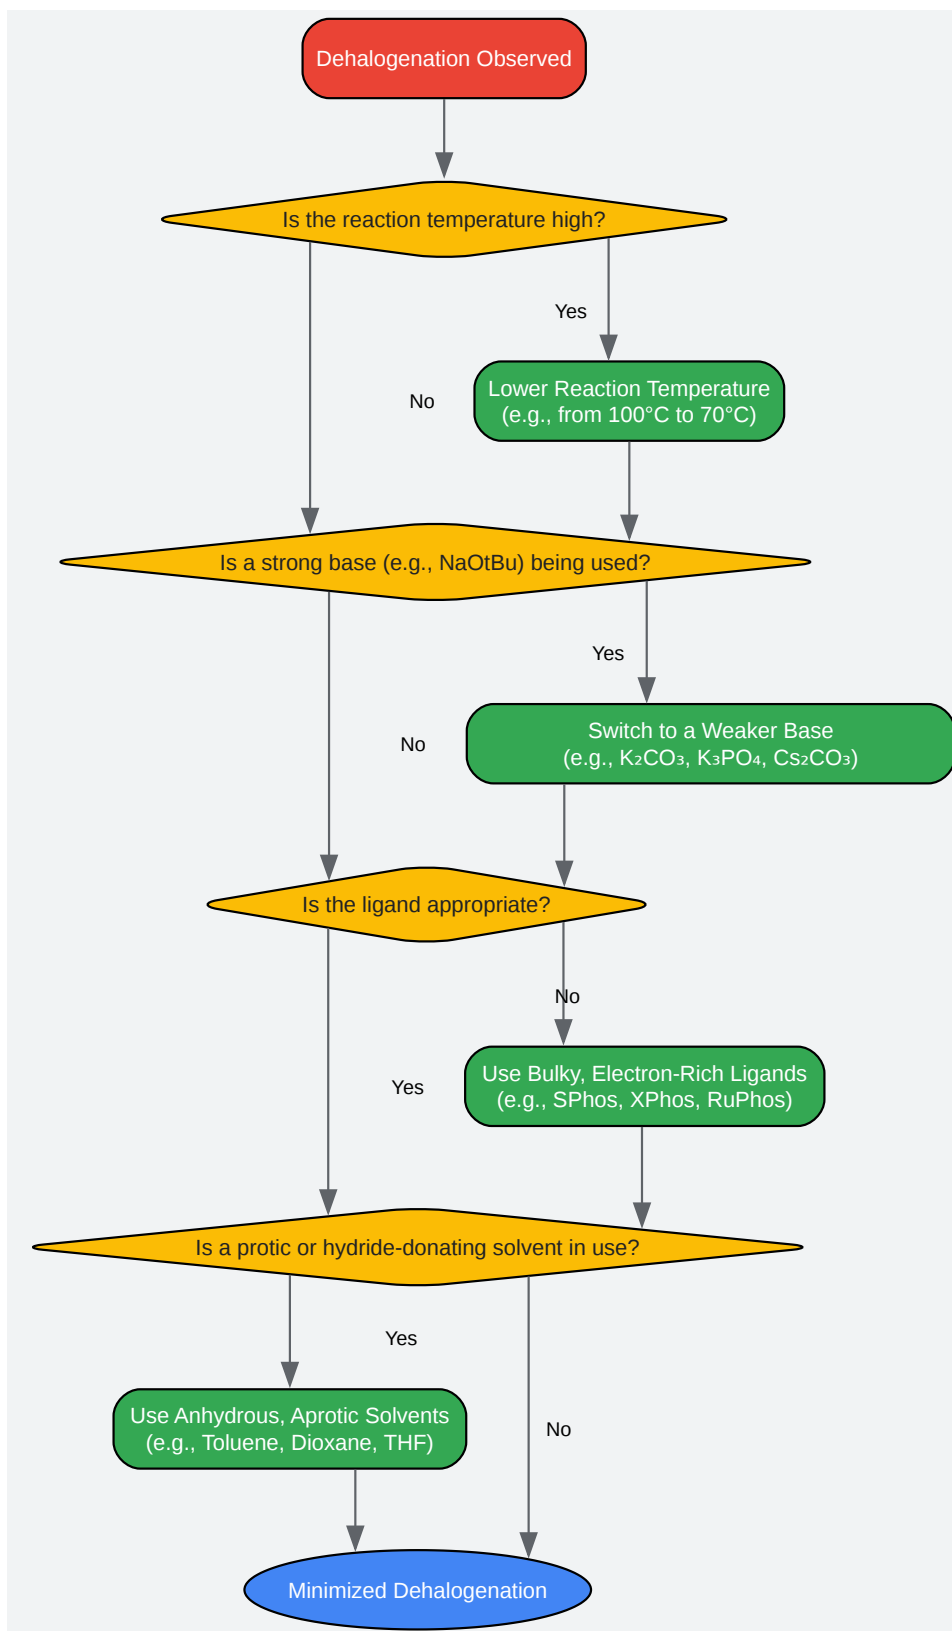 Dehalogenation Observed
Is the reaction temperature high?
Yes
Lower Reaction Temperature
(e.g., from 100°C to 70°C)
No
Is a strong base (e.g., NaOtBu) being used?
Yes
Switch to a Weaker Base
(e.g., K₂CO₃, K₃PO₄, Cs₂CO₃)
No
Is the ligand appropriate?
No
Use Bulky, Electron-Rich Ligands
(e.g., SPhos, XPhos, RuPhos)
Yes
Is a protic or hydride-donating solvent in use?
Yes
Use Anhydrous, Aprotic Solvents
(e.g., Toluene, Dioxane, THF)
No
Minimized Dehalogenation